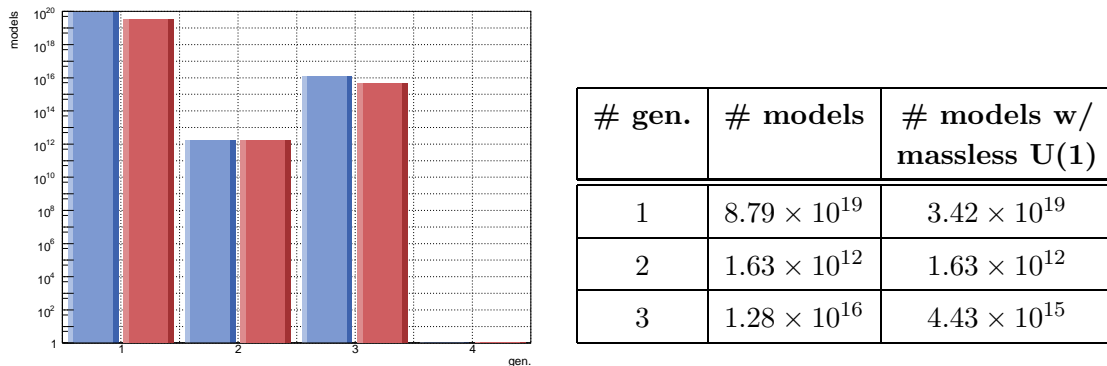 models
10^20
10^18
10^16
10^14
10^12
10^10
10^8
10^6
10^4
10^2
1
1 2 3 4
gen.
# gen. # models # models w/
massless U(1)
1 8.79 × 10^19 3.42 × 10^19
2 1.63 × 10^12 1.63 × 10^12
3 1.28 × 10^16 4.43 × 10^15